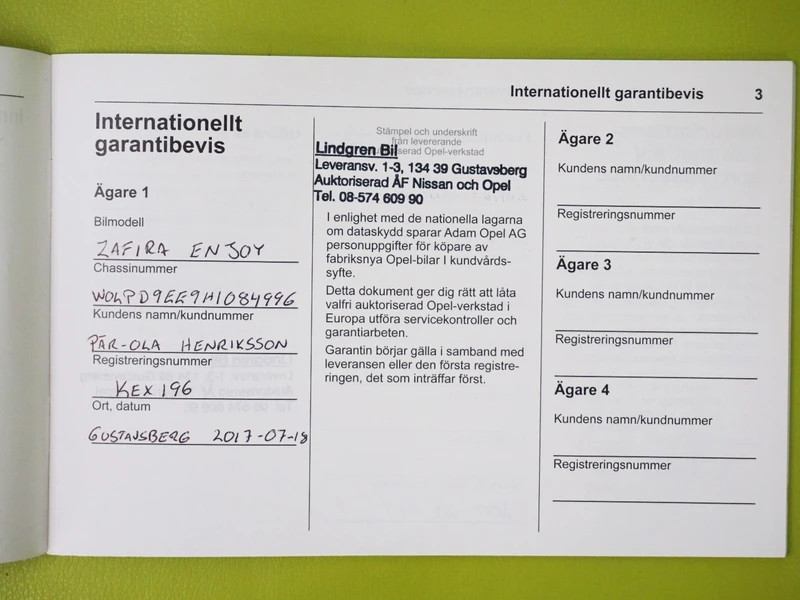 Internationellt garantibevis 3
Internationellt
garantibevis
Ägare 1
Bilmodell
ZAFIRA ENJOY
Chassinummer
WOLPD9EE9H1084996
Kundens namn/kundnummer
PÄR-OLA HENRIKSSON
Registreringsnummer
KEX196
Ort, datum
GUSTAVSBERG 2017-07-18
Stämpel och underskrift
från levererande
auktoriserad Opel-verkstad
Lindgren Bil
Leveransv. 1-3, 134 39 Gustavsberg
Auktoriserad ÅF Nissan och Opel
Tel. 08-574 609 90
I enlighet med de nationella lagarna
om dataskydd sparar Adam Opel AG
personuppgifter för köpare av
fabriksnya Opel-bilar I kundvårds-
syfte.
Detta dokument ger dig rätt att låta
valfri auktoriserad Opel-verkstad i
Europa utföra servicekontroller och
garantiarbeten.
Garantin börjar gälla i samband med
leveransen eller den första registre-
ringen, det som inträffar först.
Ägare 2
Kundens namn/kundnummer
Registreringsnummer
Ägare 3
Kundens namn/kundnummer
Registreringsnummer
Ägare 4
Kundens namn/kundnummer
Registreringsnummer